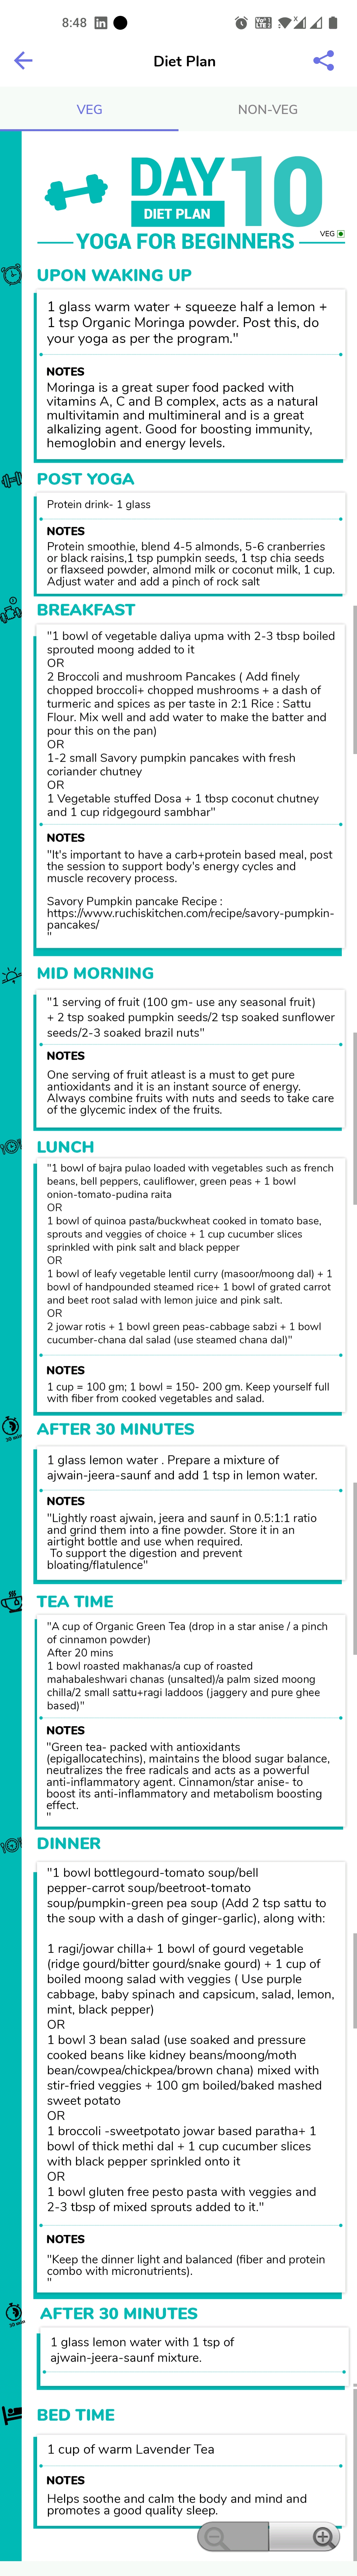 8:48
Diet Plan
VEG
NON-VEG
DAY 10
DIET PLAN
VEG
YOGA FOR BEGINNERS
UPON WAKING UP
1 glass warm water + squeeze half a lemon +
1 tsp Organic Moringa powder. Post this, do
your yoga as per the program."
NOTES
Moringa is a great super food packed with
vitamins A, C and B complex, acts as a natural
multivitamin and multimineral and is a great
alkalizing agent. Good for boosting immunity,
hemoglobin and energy levels.
POST YOGA
Protein drink- 1 glass
NOTES
Protein smoothie, blend 4-5 almonds, 5-6 cranberries
or black raisins,1 tsp pumpkin seeds, 1 tsp chia seeds
or flaxseed powder, almond milk or coconut milk, 1 cup.
Adjust water and add a pinch of rock salt
BREAKFAST
"1 bowl of vegetable daliya upma with 2-3 tbsp boiled
sprouted moong added to it
OR
2 Broccoli and mushroom Pancakes ( Add finely
chopped broccoli+ chopped mushrooms + a dash of
turmeric and spices as per taste in 2:1 Rice : Sattu
Flour. Mix well and add water to make the batter and
pour this on the pan)
OR
1-2 small Savory pumpkin pancakes with fresh
coriander chutney
OR
1 Vegetable stuffed Dosa + 1 tbsp coconut chutney
and 1 cup ridgegourd sambhar"
NOTES
"It's important to have a carb+protein based meal, post
the session to support body's energy cycles and
muscle recovery process.
Savory Pumpkin pancake Recipe :
https://www.ruchiskitchen.com/recipe/savory-pumpkin-
pancakes/
"
MID MORNING
"1 serving of fruit (100 gm- use any seasonal fruit)
+ 2 tsp soaked pumpkin seeds/2 tsp soaked sunflower
seeds/2-3 soaked brazil nuts"
NOTES
One serving of fruit atleast is a must to get pure
antioxidants and it is an instant source of energy.
Always combine fruits with nuts and seeds to take care
of the glycemic index of the fruits.
LUNCH
"1 bowl of bajra pulao loaded with vegetables such as french
beans, bell peppers, cauliflower, green peas + 1 bowl
onion-tomato-pudina raita
OR
1 bowl of quinoa pasta/buckwheat cooked in tomato base,
sprouts and veggies of choice + 1 cup cucumber slices
sprinkled with pink salt and black pepper
OR
1 bowl of leafy vegetable lentil curry (masoor/moong dal) + 1
bowl of handpounded steamed rice+ 1 bowl of grated carrot
and beet root salad with lemon juice and pink salt.
OR
2 jowar rotis + 1 bowl green peas-cabbage sabzi + 1 bowl
cucumber-chana dal salad (use steamed chana dal)"
NOTES
1 cup = 100 gm; 1 bowl = 150- 200 gm. Keep yourself full
with fiber from cooked vegetables and salad.
30 min
AFTER 30 MINUTES
1 glass lemon water . Prepare a mixture of
ajwain-jeera-saunf and add 1 tsp in lemon water.
NOTES
"Lightly roast ajwain, jeera and saunf in 0.5:1:1 ratio
and grind them into a fine powder. Store it in an
airtight bottle and use when required.
To support the digestion and prevent
bloating/flatulence"
TEA TIME
"A cup of Organic Green Tea (drop in a star anise / a pinch
of cinnamon powder)
After 20 mins
1 bowl roasted makhanas/a cup of roasted
mahabaleshwari chanas (unsalted)/a palm sized moong
chilla/2 small sattu+ragi laddoos (jaggery and pure ghee
based)"
NOTES
"Green tea- packed with antioxidants
(epigallocatechins), maintains the blood sugar balance,
neutralizes the free radicals and acts as a powerful
anti-inflammatory agent. Cinnamon/star anise- to
boost its anti-inflammatory and metabolism boosting
effect.
"
DINNER
"1 bowl bottlegourd-tomato soup/bell
pepper-carrot soup/beetroot-tomato
soup/pumpkin-green pea soup (Add 2 tsp sattu to
the soup with a dash of ginger-garlic), along with:
1 ragi/jowar chilla+ 1 bowl of gourd vegetable
(ridge gourd/bitter gourd/snake gourd) + 1 cup of
boiled moong salad with veggies ( Use purple
cabbage, baby spinach and capsicum, salad, lemon,
mint, black pepper)
OR
1 bowl 3 bean salad (use soaked and pressure
cooked beans like kidney beans/moong/moth
bean/cowpea/chickpea/brown chana) mixed with
stir-fried veggies + 100 gm boiled/baked mashed
sweet potato
OR
1 broccoli -sweetpotato jowar based paratha+ 1
bowl of thick methi dal + 1 cup cucumber slices
with black pepper sprinkled onto it
OR
1 bowl gluten free pesto pasta with veggies and
2-3 tbsp of mixed sprouts added to it."
NOTES
"Keep the dinner light and balanced (fiber and protein
combo with micronutrients).
"
30 min
AFTER 30 MINUTES
1 glass lemon water with 1 tsp of
ajwain-jeera-saunf mixture.
BED TIME
1 cup of warm Lavender Tea
NOTES
Helps soothe and calm the body and mind and
promotes a good quality sleep.